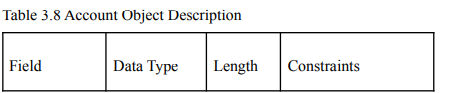 Table 3.8 Account Object Description
Field Data Type Length Constraints